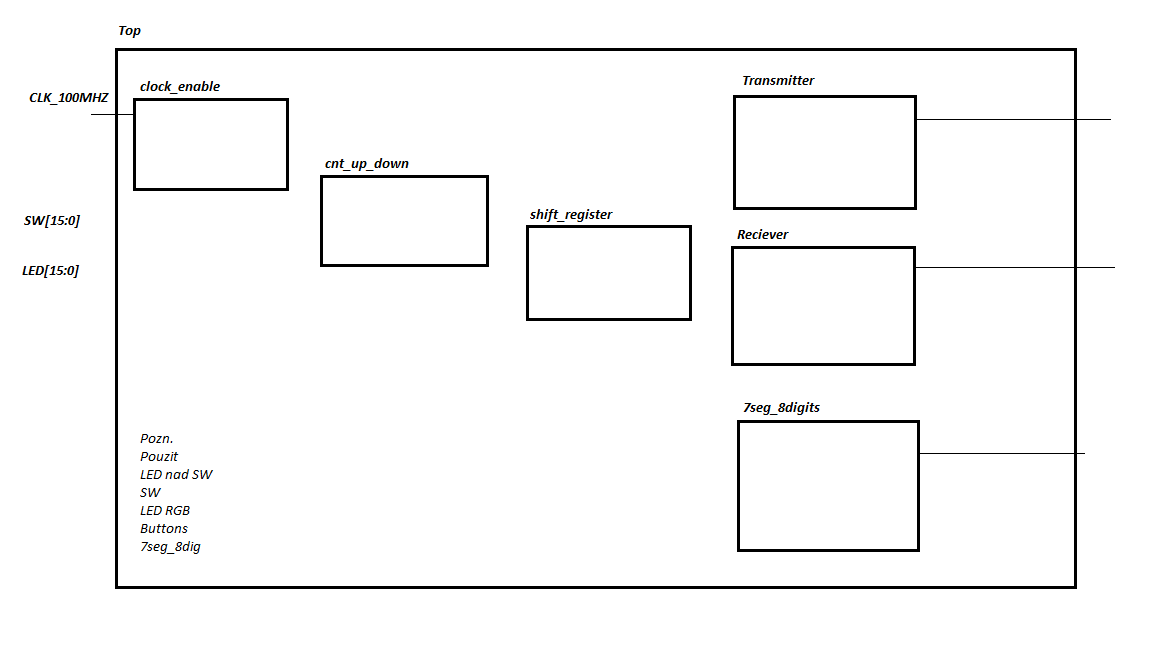 Top
clock_enable
Transmitter
CLK_100MHZ
cnt_up_down
shift_register
SW[15:0]
Reciever
LED[15:0]
7seg_8digits
Pozn.
Pouzit
LED nad SW
SW
LED RGB
Buttons
7seg_8dig